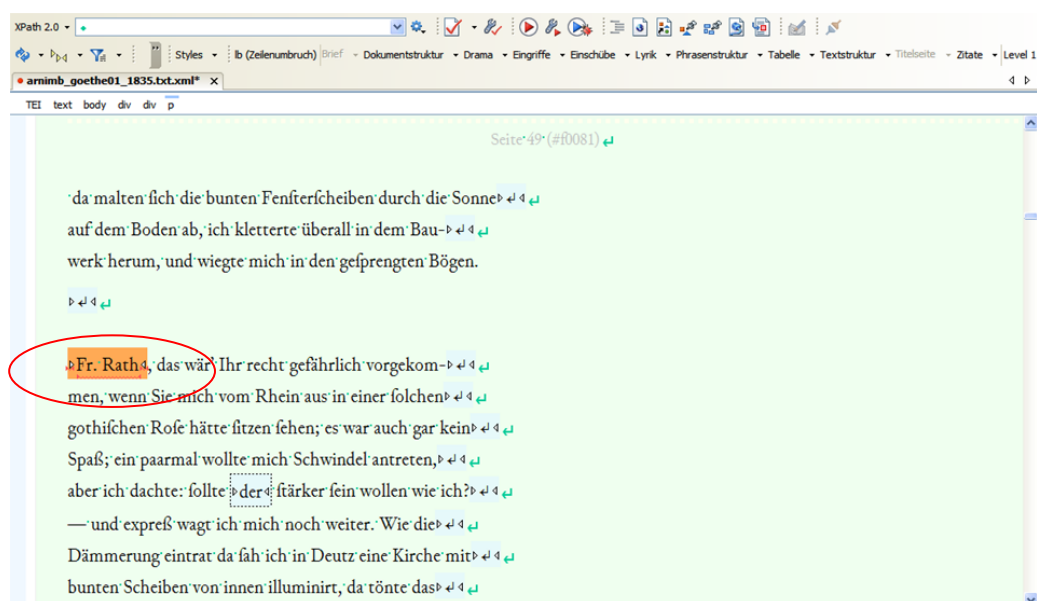 XPath 2.0
Styles lb (Zeilenumbruch) Brief Dokumentstruktur Drama Eingriffe Einschübe Lyrik Phrasenstruktur Tabelle Textstruktur Titelseite Zitate Level 1
arnimb_goethe01_1835.txt.xml* x
TEI text body div div p
Seite 49 (#f0081)
da malten ſich die bunten Fenſterſcheiben durch die Sonne
auf dem Boden ab, ich kletterte überall in dem Bau-
werk herum, und wiegte mich in den geſprengten Bögen.
Fr. Rath, das wär' Ihr recht gefährlich vorgekom-
men, wenn Sie mich vom Rhein aus in einer ſolchen
gothiſchen Roſe hätte ſitzen ſehen; es war auch gar kein
Spaß; ein paarmal wollte mich Schwindel antreten,
aber ich dachte: ſollte der ſtärker ſein wollen wie ich?
— und expreß wagt ich mich noch weiter. Wie die
Dämmerung eintrat da ſah ich in Deutz eine Kirche mit
bunten Scheiben von innen illuminirt, da tönte das